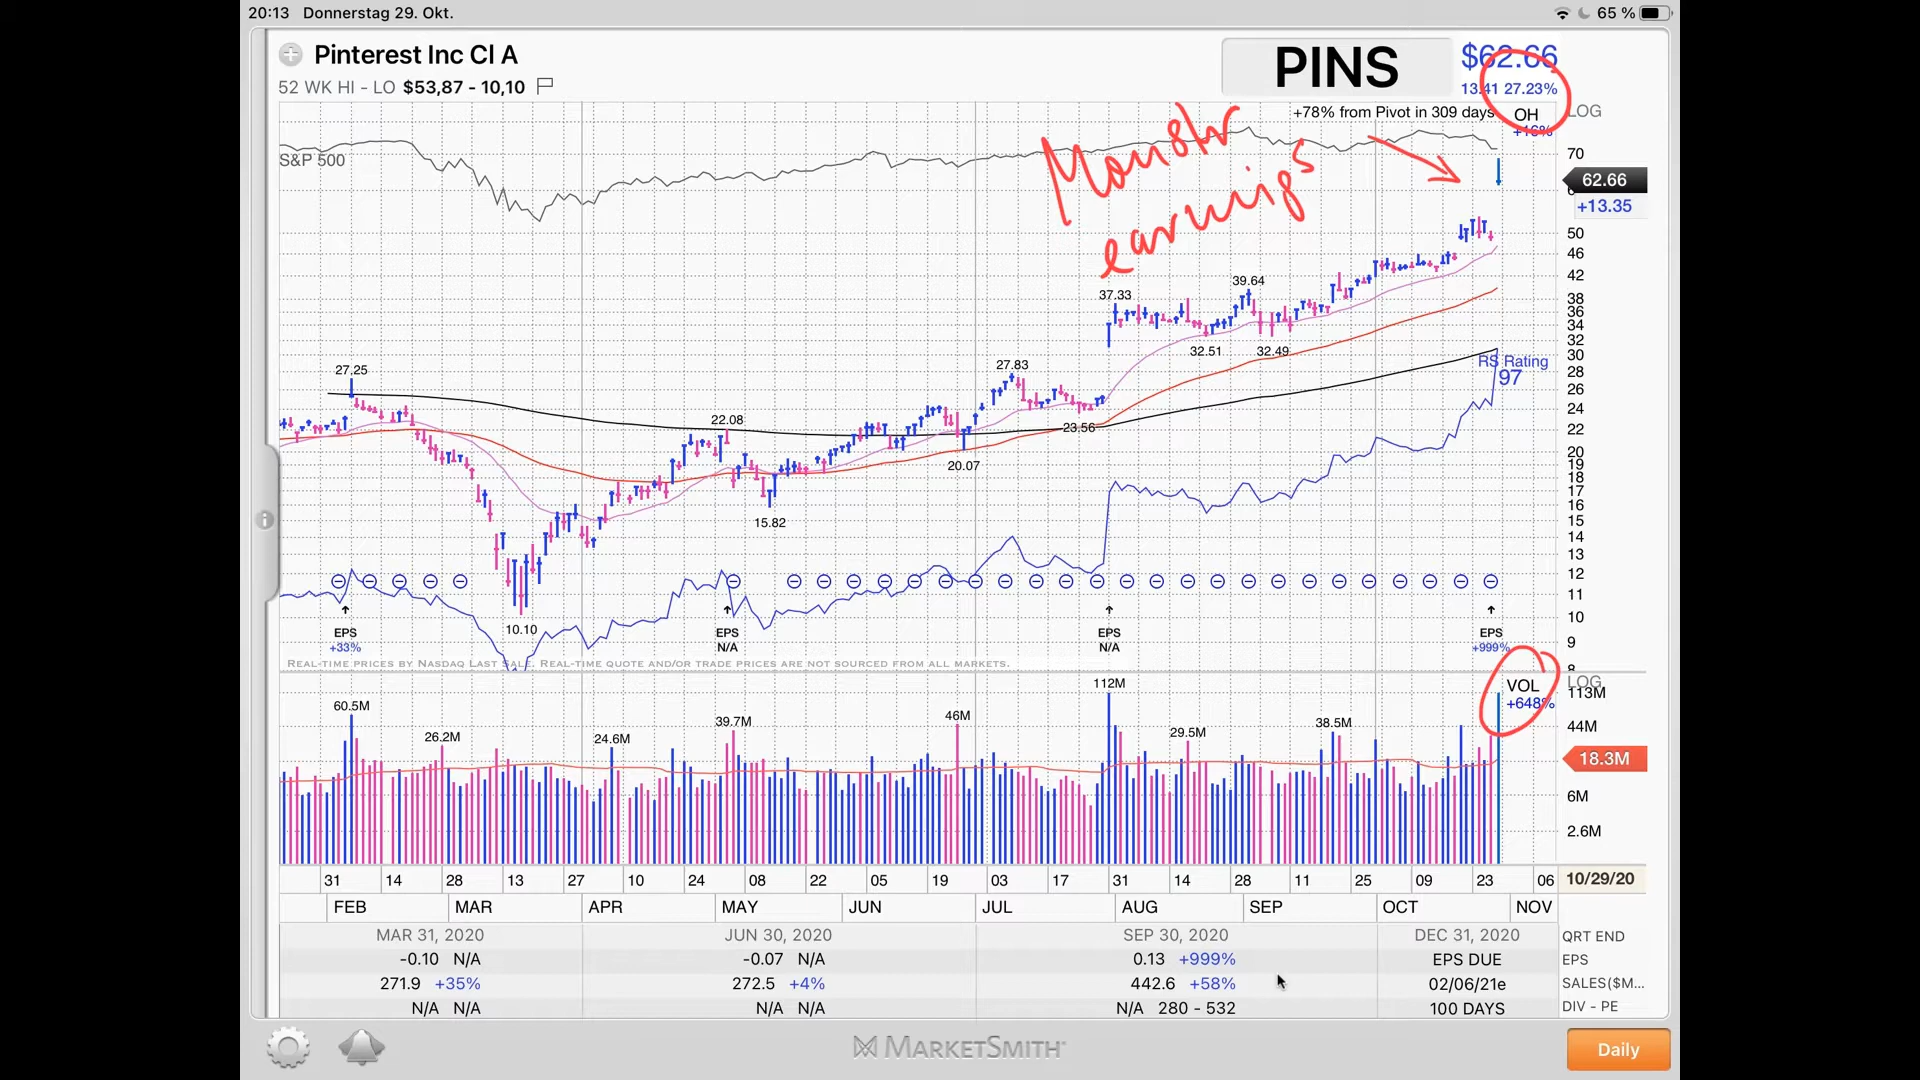 20:13 Donnerstag 29. Okt.
65 %
Pinterest Inc Cl A
PINS
$62.66
13.41 27.23%
52 WK HI - LO $53,87 - 10,10
+78% from Pivot in 309 days
OH
+16%
LOG
Monstr
earnings
S&P 500
70
62.66
+13.35
50
46
42
38
36
34
32
30
28
26
24
22
20
19
18
17
16
15
14
13
12
11
10
9
8
37.33
39.64
32.51
32.49
27.25
27.83
22.08
23.56
20.07
15.82
10.10
RS Rating
97
EPS
+33%
EPS
N/A
EPS
N/A
EPS
+999%
Real-time prices by Nasdaq Last Sale. Real-time quote and/or trade prices are not sourced from all markets.
VOL
+648%
LOG
113M
44M
18.3M
6M
2.6M
60.5M
26.2M
24.6M
39.7M
46M
112M
29.5M
38.5M
31 14 28 13 27 10 24 08 22 05 19 03 17 31 14 28 11 25 09 23 06 10/29/20
FEB MAR APR MAY JUN JUL AUG SEP OCT NOV
MAR 31, 2020 JUN 30, 2020 SEP 30, 2020 DEC 31, 2020 QRT END
-0.10 N/A -0.07 N/A 0.13 +999% EPS DUE EPS
271.9 +35% 272.5 +4% 442.6 +58% 02/06/21e SALES($M...
N/A N/A N/A N/A N/A 280 - 532 100 DAYS DIV - PE
MARKETSMITH
Daily